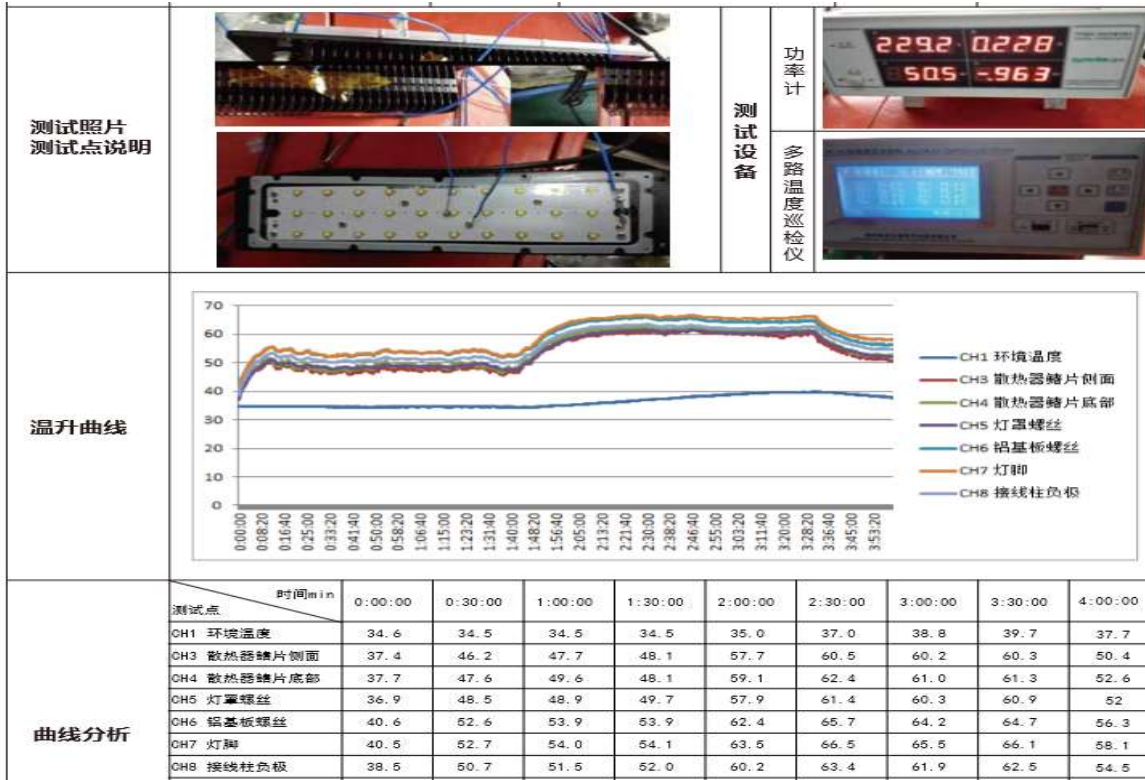 测试照片
测试点说明
测试设备
功率计
229.2 0.228
50.5 -.963
多路温度巡检仪
温升曲线
70
60
50
40
30
20
10
0
0:00:00 0:08:20 0:16:40 0:25:00 0:33:20 0:41:40 0:50:00 0:58:20 1:06:40 1:15:00 1:23:20 1:31:40 1:40:00 1:48:20 1:56:40 2:05:00 2:13:20 2:21:40 2:30:00 2:38:20 2:46:40 2:55:00 3:03:20 3:11:40 3:20:00 3:28:20 3:36:40 3:45:00 3:53:20
CH1 环境温度
CH3 散热器鳍片侧面
CH4 散热器鳍片底部
CH5 灯罩螺丝
CH6 铝基板螺丝
CH7 灯脚
CH8 接线柱负极
曲线分析
时间min
测试点
0:00:00 0:30:00 1:00:00 1:30:00 2:00:00 2:30:00 3:00:00 3:30:00 4:00:00
CH1 环境温度 34.6 34.5 34.5 34.5 35.0 37.0 38.8 39.7 37.7
CH3 散热器鳍片侧面 37.4 46.2 47.7 48.1 57.7 60.5 60.2 60.3 50.4
CH4 散热器鳍片底部 37.7 47.6 49.6 48.1 59.1 62.4 61.0 61.3 52.6
CH5 灯罩螺丝 36.9 48.5 48.9 49.7 57.9 61.4 60.3 60.9 52
CH6 铝基板螺丝 40.6 52.6 53.9 53.9 62.4 65.7 64.2 64.7 56.3
CH7 灯脚 40.5 52.7 54.0 54.1 63.5 66.5 65.5 66.1 58.1
CH8 接线柱负极 38.5 50.7 51.5 52.0 60.2 63.4 61.9 62.5 54.5